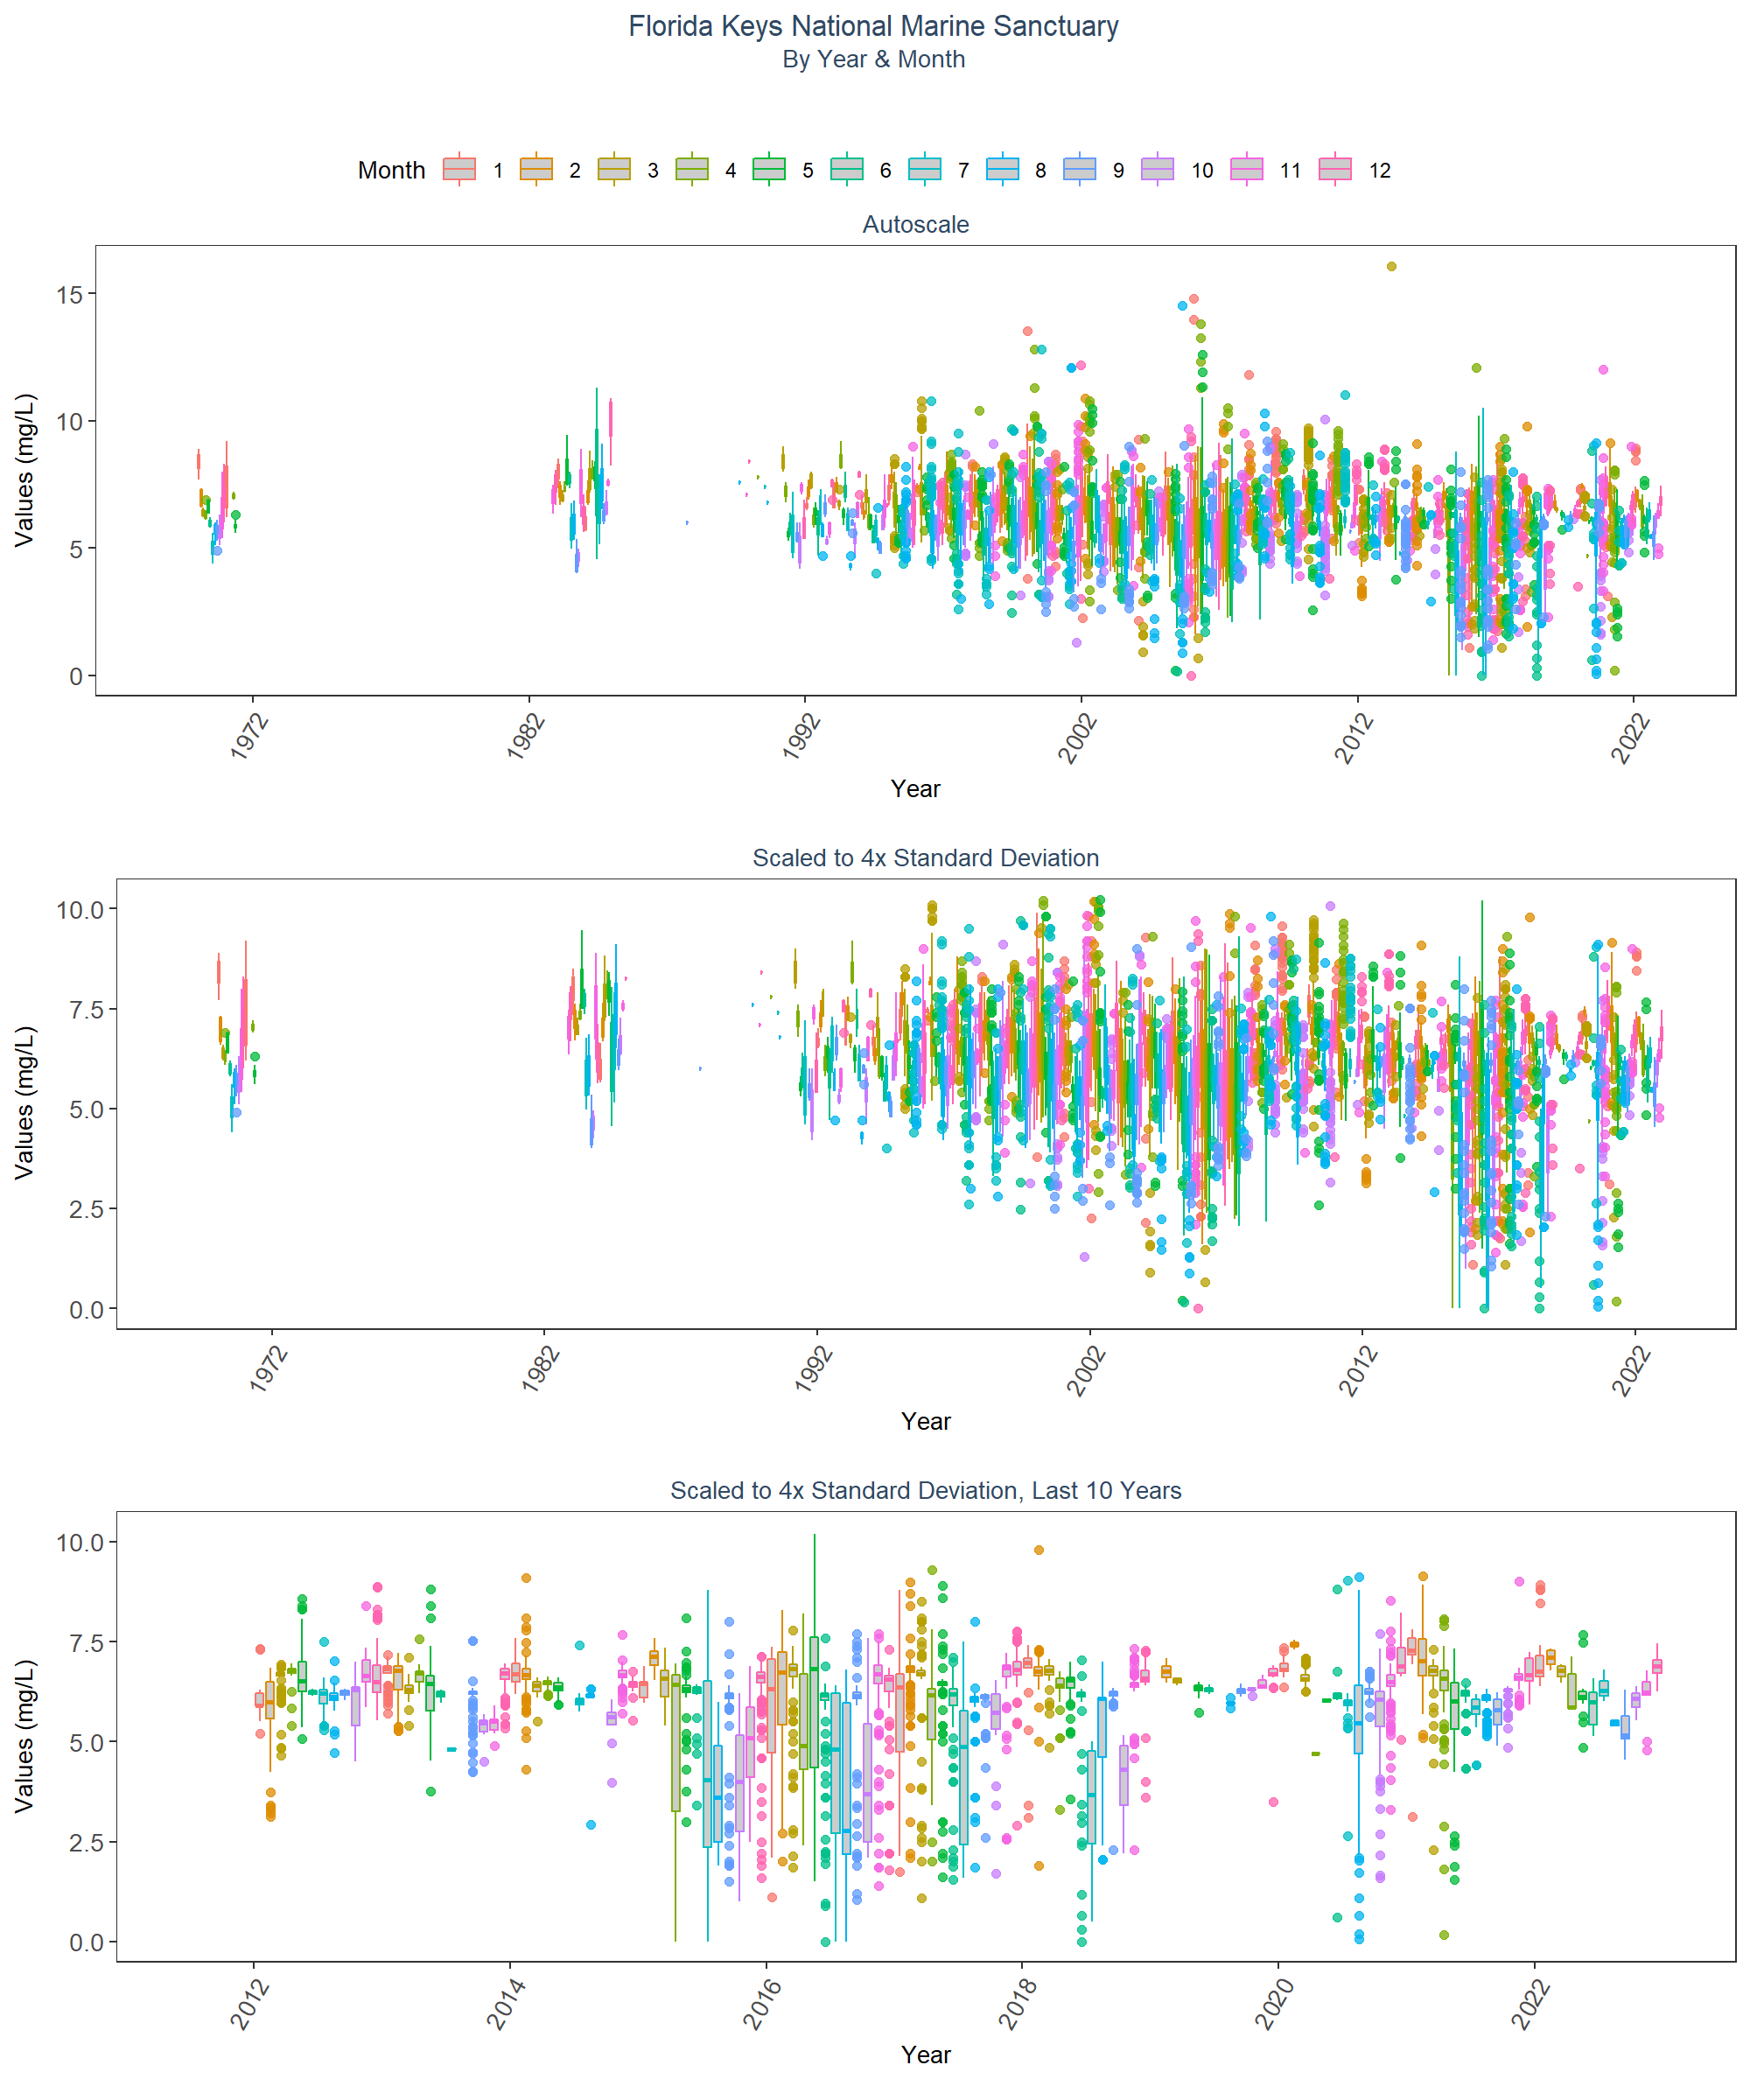 Florida Keys National Marine Sanctuary
By Year & Month
Month 1 2 3 4 5 6 7 8 9 10 11 12
Autoscale
Values (mg/L)
15
10
5
0
1972 1982 1992 2002 2012 2022
Year
Scaled to 4x Standard Deviation
Values (mg/L)
10.0
7.5
5.0
2.5
0.0
1972 1982 1992 2002 2012 2022
Year
Scaled to 4x Standard Deviation, Last 10 Years
Values (mg/L)
10.0
7.5
5.0
2.5
0.0
2012 2014 2016 2018 2020 2022
Year